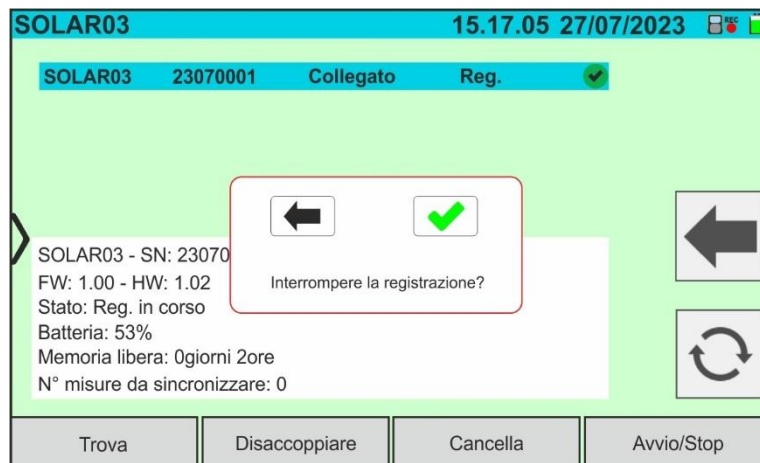 SOLAR03 15.17.05 27/07/2023 REC
SOLAR03 23070001 Collegato Reg.
Interrompere la registrazione?
SOLAR03 - SN: 23070
FW: 1.00 - HW: 1.02
Stato: Reg. in corso
Batteria: 53%
Memoria libera: 0giorni 2ore
N° misure da sincronizzare: 0
Trova Disaccoppiare Cancella Avvio/Stop